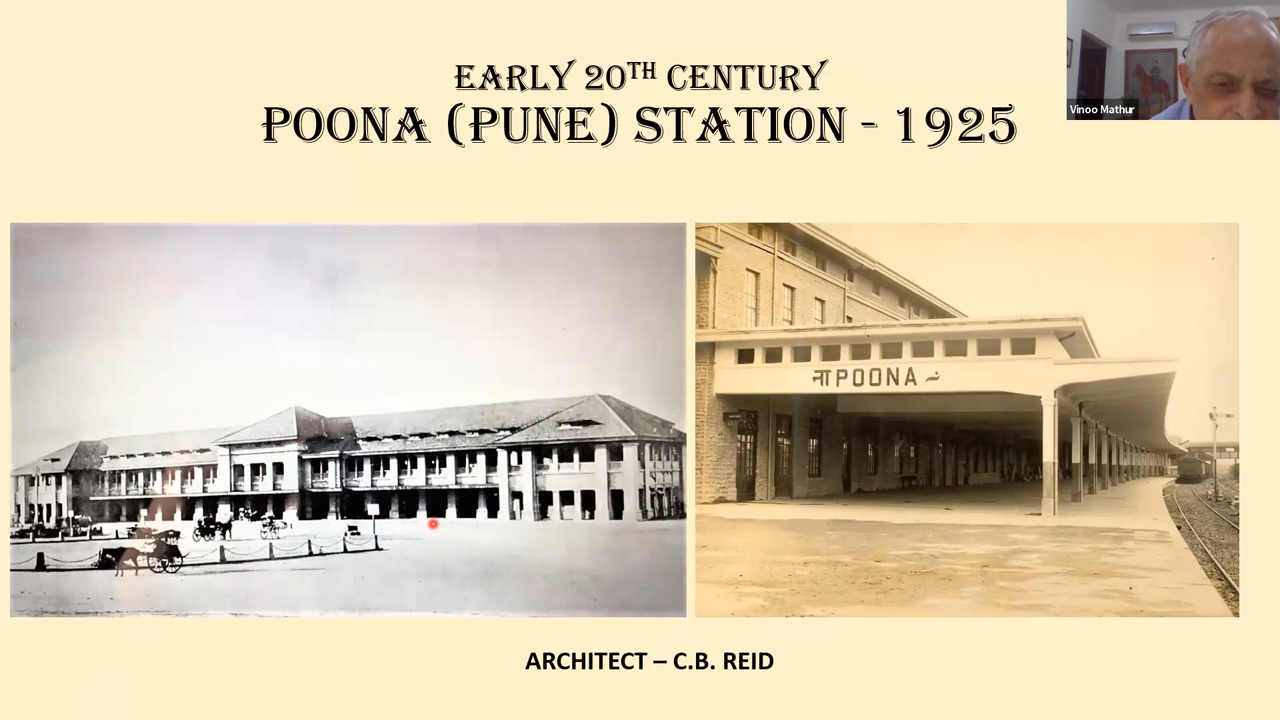 EARLY 20TH CENTURY
POONA (PUNE) STATION - 1925
Vinoo Mathur
POONA
ARCHITECT – C.B. REID